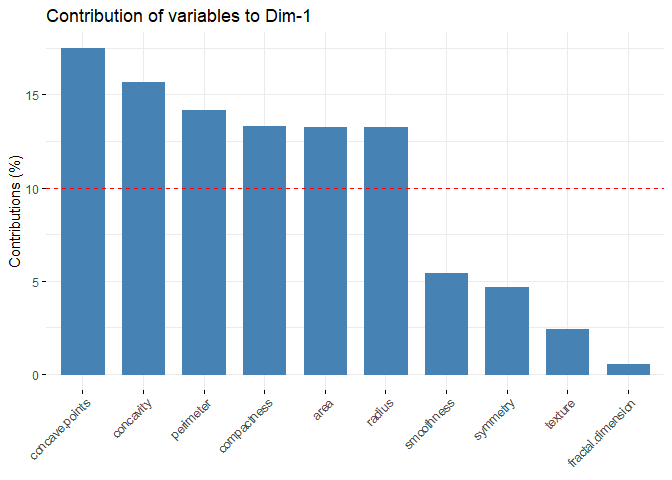 Contribution of variables to Dim-1
Contributions (%)
15
10
5
0
concave.points
concavity
perimeter
compactness
area
radius
smoothness
symmetry
texture
fractal.dimension